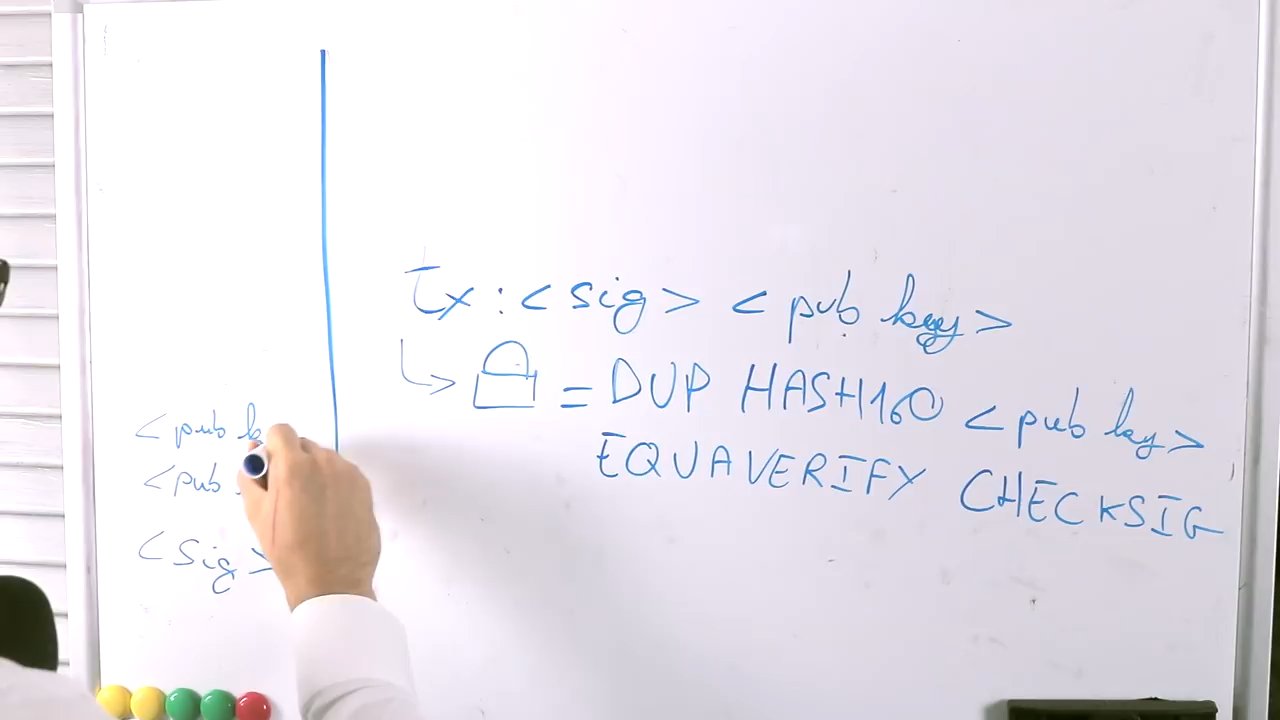 tx : <sig> <pub key>
= DUP HASH160 <pub key>
EQUAVERIFY CHECKSIG
<pub k
<pub
<sig>